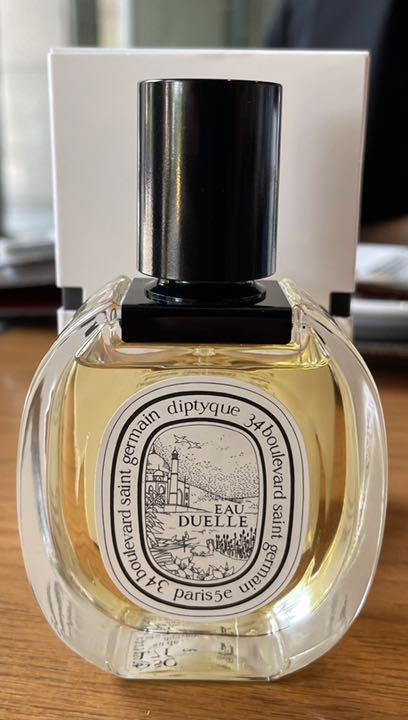 diptyque 34 boulevard saint germain paris5e 34 boulevard saint germain
EAU
DUELLE